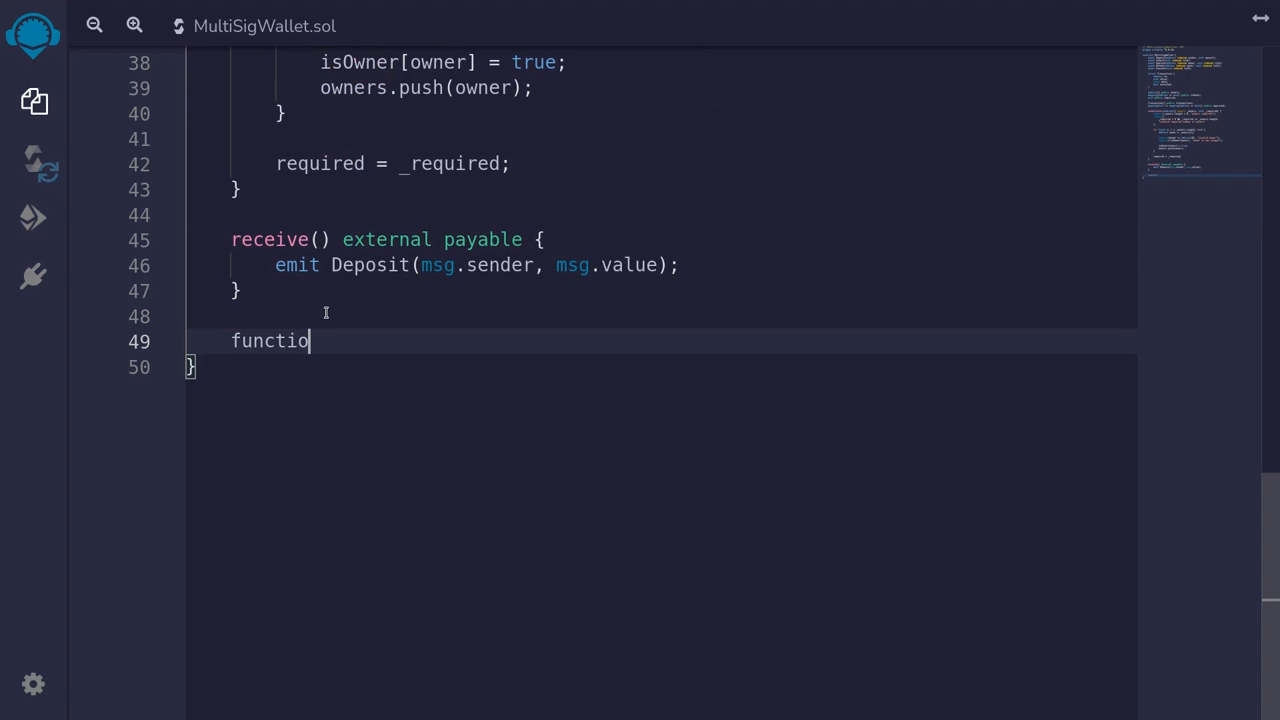 MultiSigWallet.sol
38 isOwner[owner] = true;
39 owners.push(owner);
40 }
41
42 required = _required;
43 }
44
45 receive() external payable {
46 emit Deposit(msg.sender, msg.value);
47 }
48
49 functio
50 }